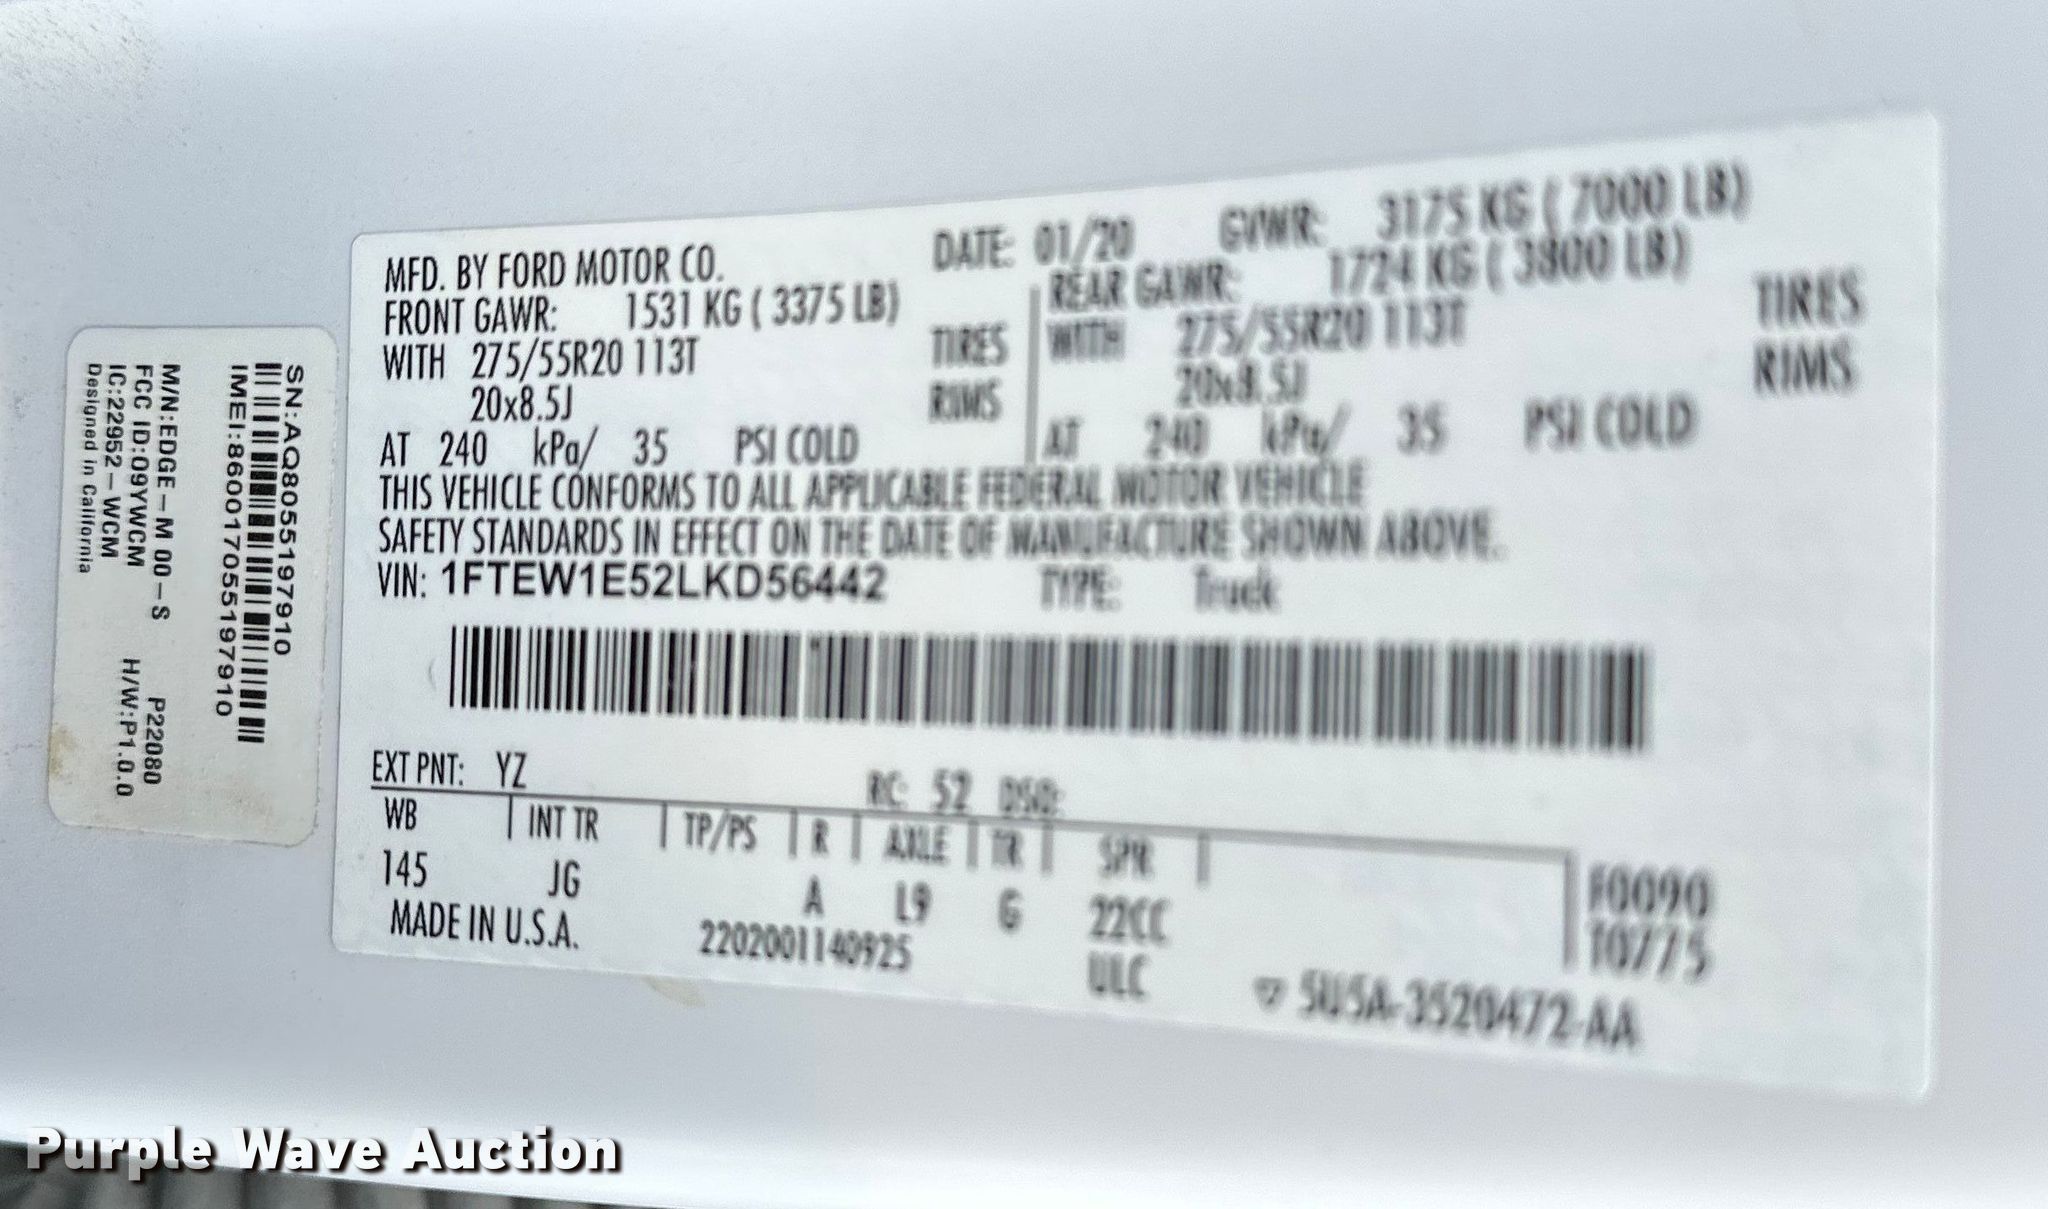 SN:AQ8055197910
IMEI:860017055197910
M/N:EDGE-M 00-S P22080
FCC ID:O9YWCM H/W:P1.0.0
IC:22952-WCM
Designed in California
MFD. BY FORD MOTOR CO. DATE: 01/20 GVWR: 3175 KG ( 7000 LB)
FRONT GAWR: 1531 KG ( 3375 LB) REAR GAWR: 1724 KG ( 3800 LB)
WITH 275/55R20 113T TIRES WITH 275/55R20 113T TIRES
20x8.5J RIMS 20x8.5J RIMS
AT 240 kPa/ 35 PSI COLD AT 240 kPa/ 35 PSI COLD
THIS VEHICLE CONFORMS TO ALL APPLICABLE FEDERAL MOTOR VEHICLE
SAFETY STANDARDS IN EFFECT ON THE DATE OF MANUFACTURE SHOWN ABOVE.
VIN: 1FTEW1E52LKD56442 TYPE: Truck
EXT PNT: YZ RC: 52 DSO:
WB INT TR TP/PS R AXLE TR SPR
145 JG A L9 G 22CC F0090
T0775
MADE IN U.S.A. 2202001140925 ULC
5U5A-3520472-AA
Purple Wave Auction